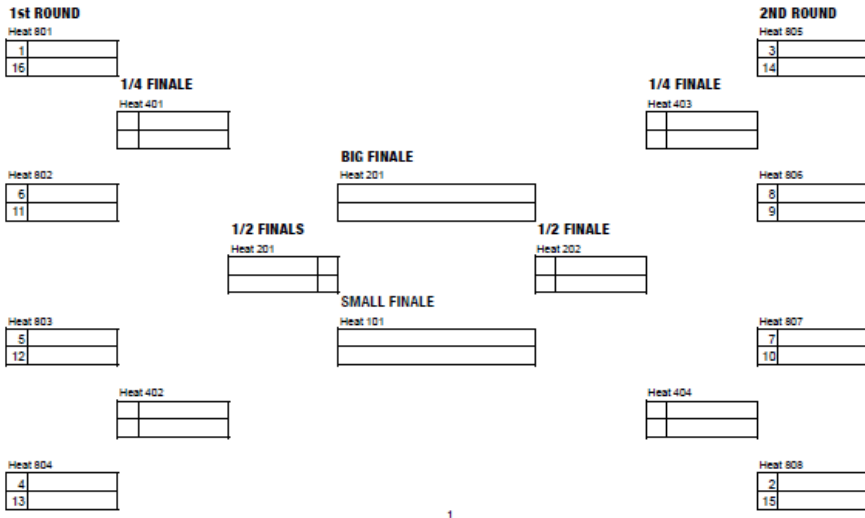 1st ROUND
2ND ROUND
Heat 801
Heat 805
1
3
16
14
1/4 FINALE
1/4 FINALE
Heat 401
Heat 403
BIG FINALE
Heat 802
Heat 201
Heat 806
6
8
11
9
1/2 FINALS
1/2 FINALE
Heat 201
Heat 202
SMALL FINALE
Heat 803
Heat 101
Heat 807
5
7
12
10
Heat 402
Heat 404
Heat 804
Heat 808
4
2
13
15
1